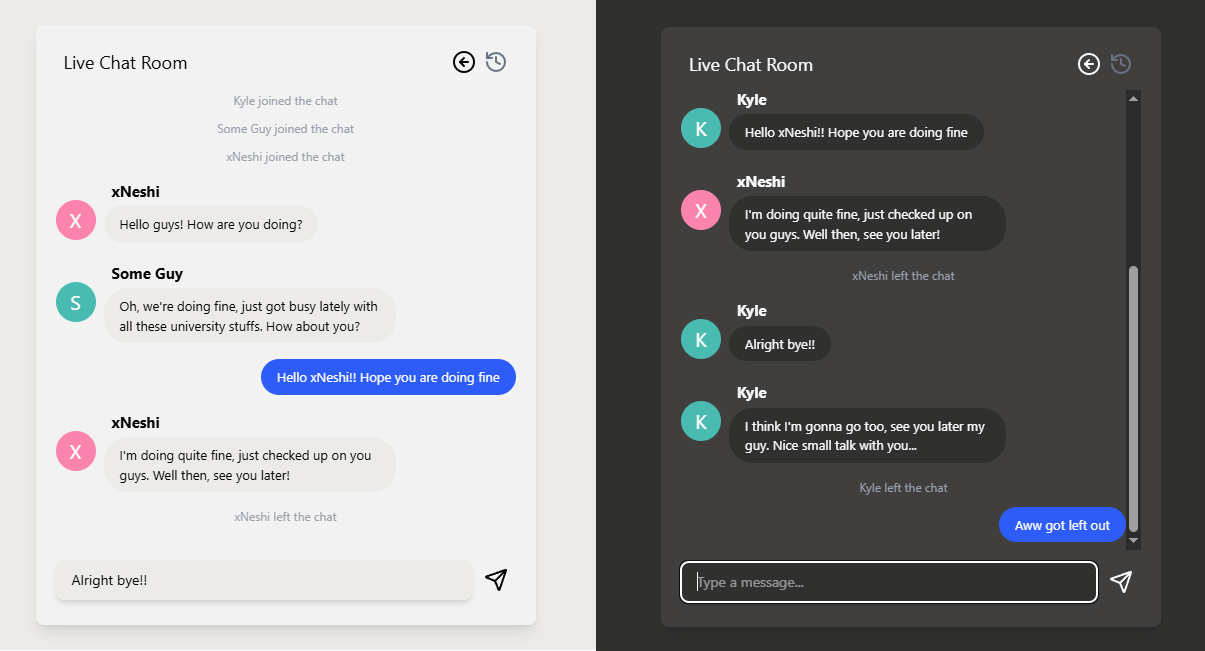 Live Chat Room
Kyle joined the chat
Some Guy joined the chat
xNeshi joined the chat
xNeshi
X
Hello guys! How are you doing?
Some Guy
S
Oh, we're doing fine, just got busy lately with
all these university stuffs. How about you?
Hello xNeshi!! Hope you are doing fine
xNeshi
X
I'm doing quite fine, just checked up on you
guys. Well then, see you later!
xNeshi left the chat
Alright bye!!
Live Chat Room
Kyle
K
Hello xNeshi!! Hope you are doing fine
xNeshi
X
I'm doing quite fine, just checked up on
you guys. Well then, see you later!
xNeshi left the chat
Kyle
K
Alright bye!!
Kyle
K
I think I'm gonna go too, see you later my
guy. Nice small talk with you...
Kyle left the chat
Aww got left out
Type a message...